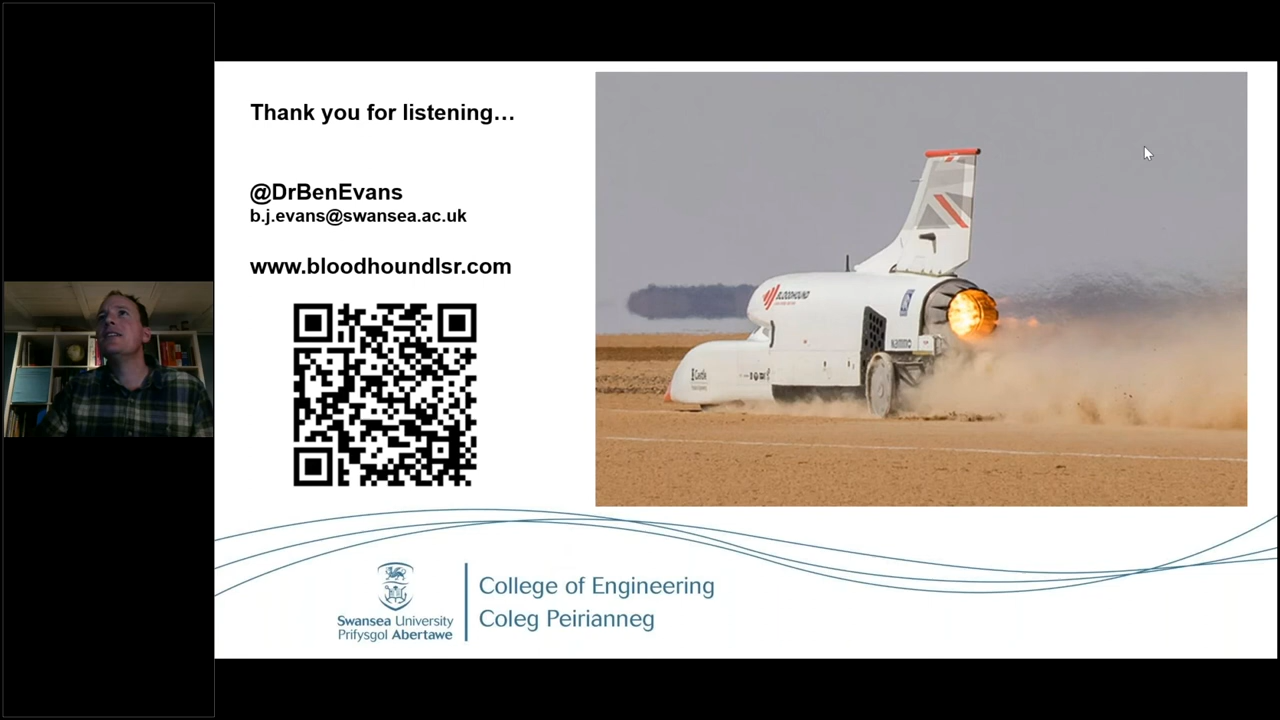 Thank you for listening…
@DrBenEvans
b.j.evans@swansea.ac.uk
www.bloodhoundlsr.com
BLOODHOUND
Swansea University
Prifysgol Abertawe
College of Engineering
Coleg Peirianneg